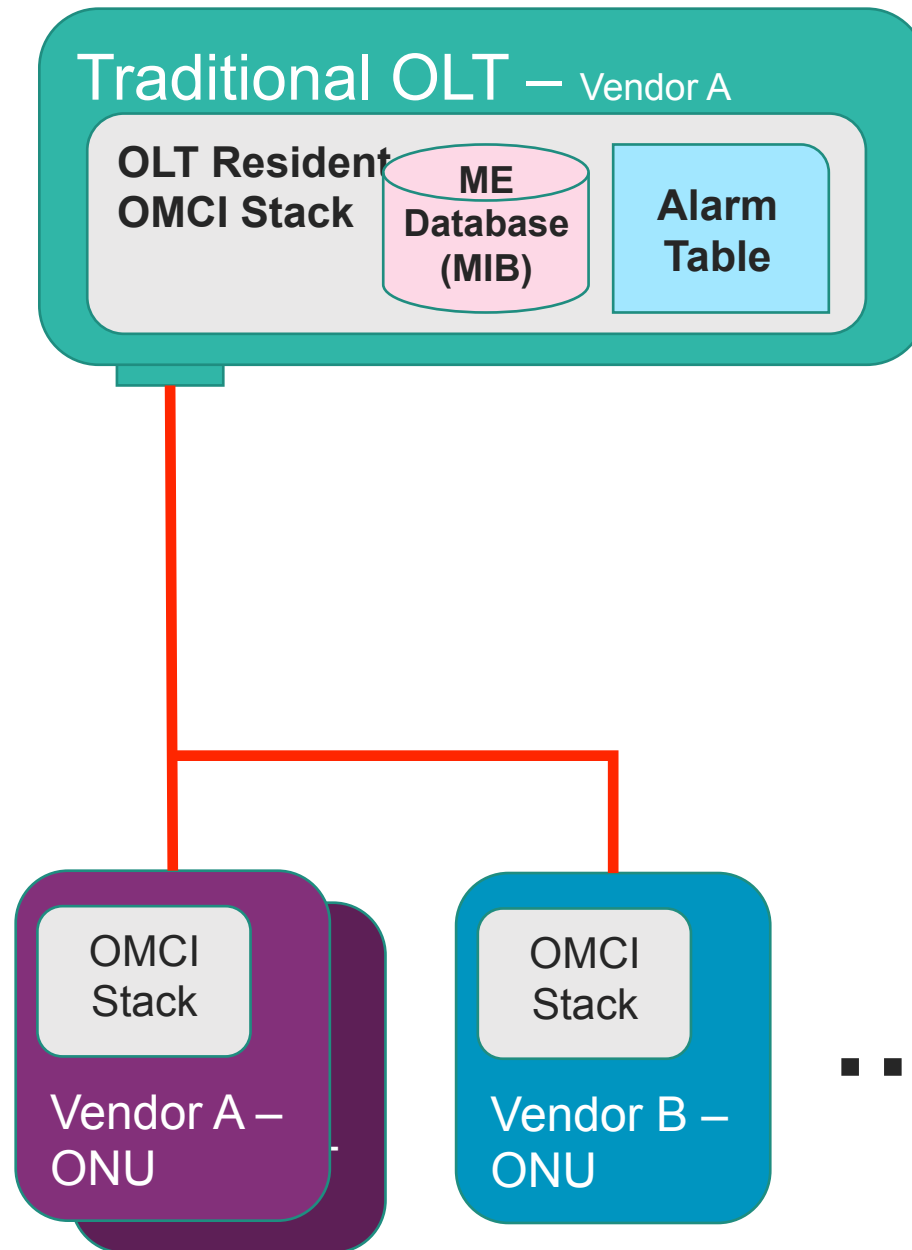 Traditional OLT – Vendor A
OLT Resident
OMCI Stack
ME
Database
(MIB)
Alarm
Table
OMCI
Stack
Vendor A –
ONU
OMCI
Stack
Vendor B –
ONU